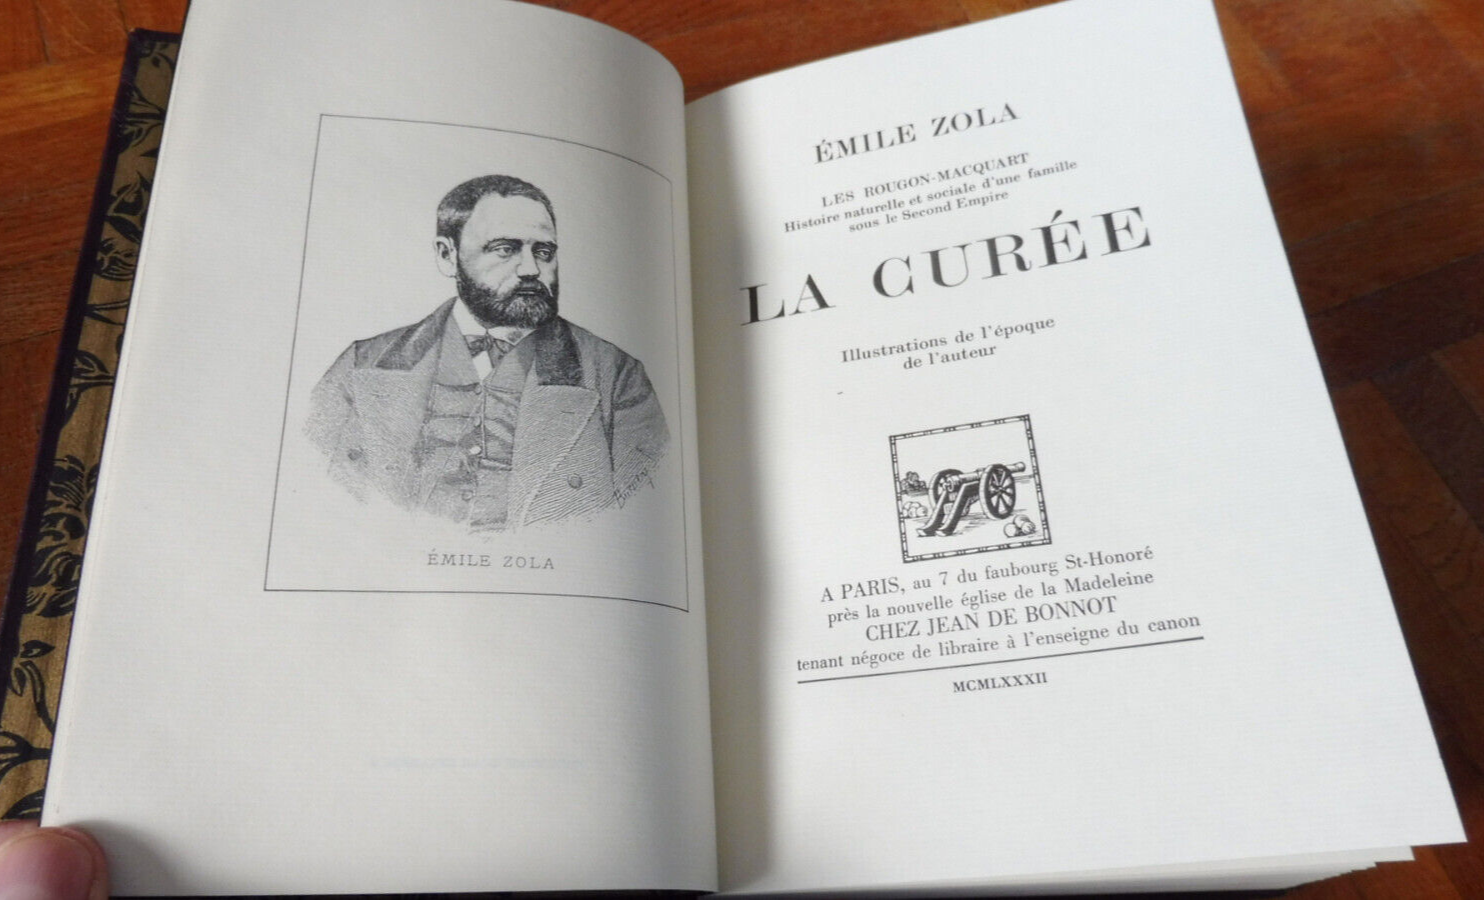 ÉMILE ZOLA
ÉMILE ZOLA
LES ROUGON-MACQUART
Histoire naturelle et sociale d'une famille
sous le Second Empire
LA CURÉE
Illustrations de l'époque
de l'auteur
A PARIS, au 7 du faubourg St-Honoré
près la nouvelle église de la Madeleine
CHEZ JEAN DE BONNOT
tenant négoce de libraire à l'enseigne du canon
MCMLXXXII